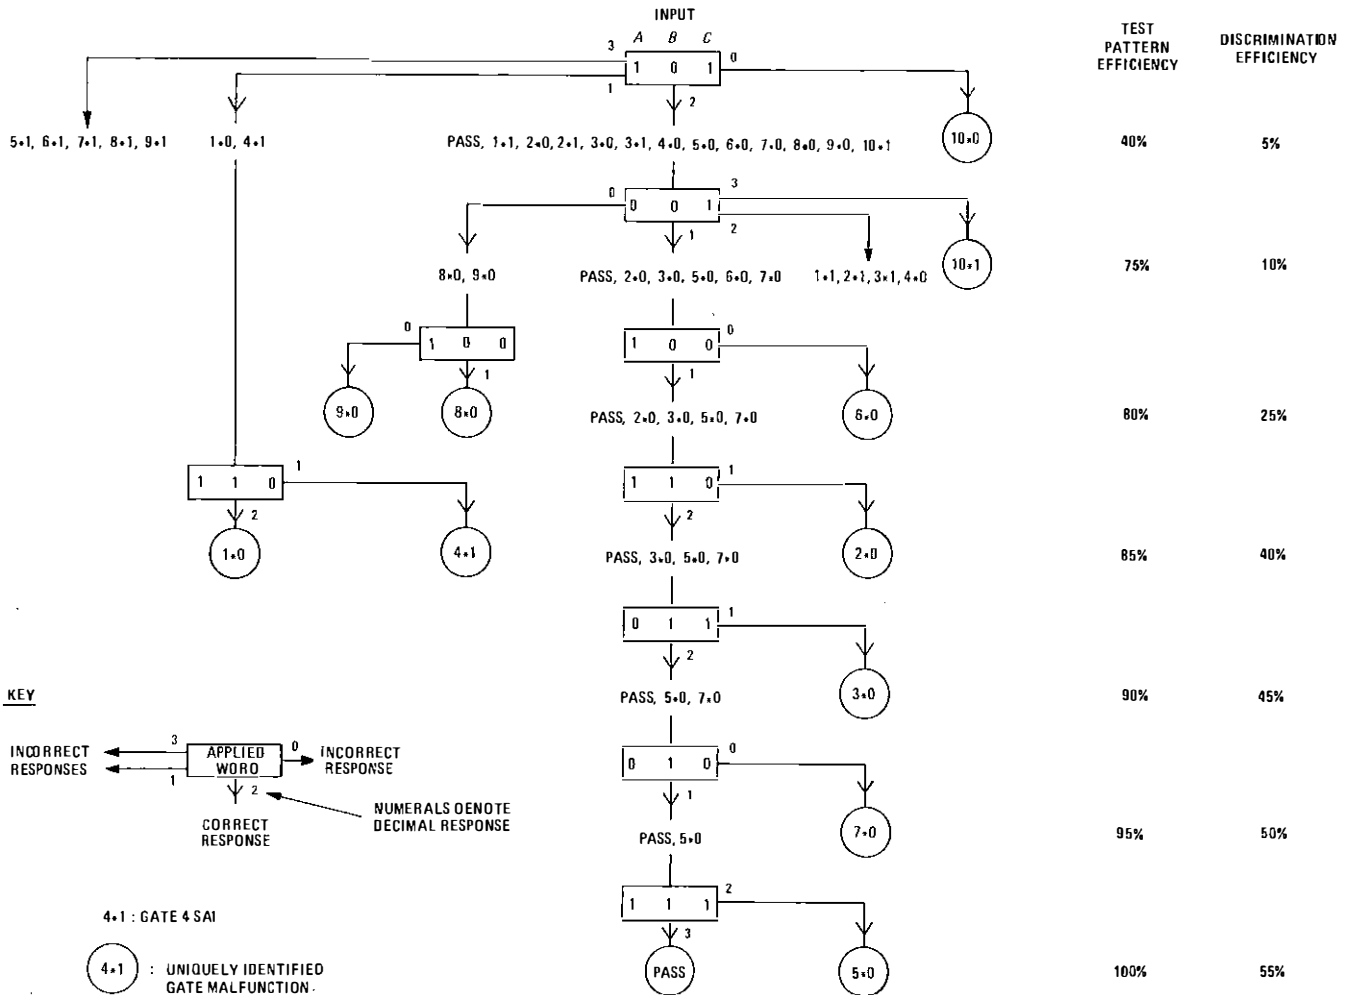 INPUT
A B C
TEST PATTERN EFFICIENCY
DISCRIMINATION EFFICIENCY
3
1 0 1
0
1
2
5*1, 6*1, 7*1, 8*1, 9*1
1*0, 4*1
PASS, 1*1, 2*0, 2*1, 3*0, 3*1, 4*0, 5*0, 6*0, 7*0, 8*0, 9*0, 10*1
10*0
40%
5%
0
0 0 1
3
2
1
8*0, 9*0
PASS, 2*0, 3*0, 5*0, 6*0, 7*0
1*1, 2*1, 3*1, 4*0
10*1
75%
10%
0
1 0 0
1
1 0 0
0
1
9*0
8*0
PASS, 2*0, 3*0, 5*0, 7*0
6*0
80%
25%
1 1 0
1
2
1 1 0
1
2
1*0
4*1
PASS, 3*0, 5*0, 7*0
2*0
85%
40%
0 1 1
1
2
KEY
PASS, 5*0, 7*0
3*0
90%
45%
INCORRECT RESPONSES
3
1
APPLIED WORD
0
INCORRECT RESPONSE
2
CORRECT RESPONSE
NUMERALS DENOTE DECIMAL RESPONSE
0 1 0
0
1
PASS, 5*0
7*0
95%
50%
1 1 1
2
3
4*1 : GATE 4 SA1
4*1 : UNIQUELY IDENTIFIED GATE MALFUNCTION.
PASS
5*0
100%
55%